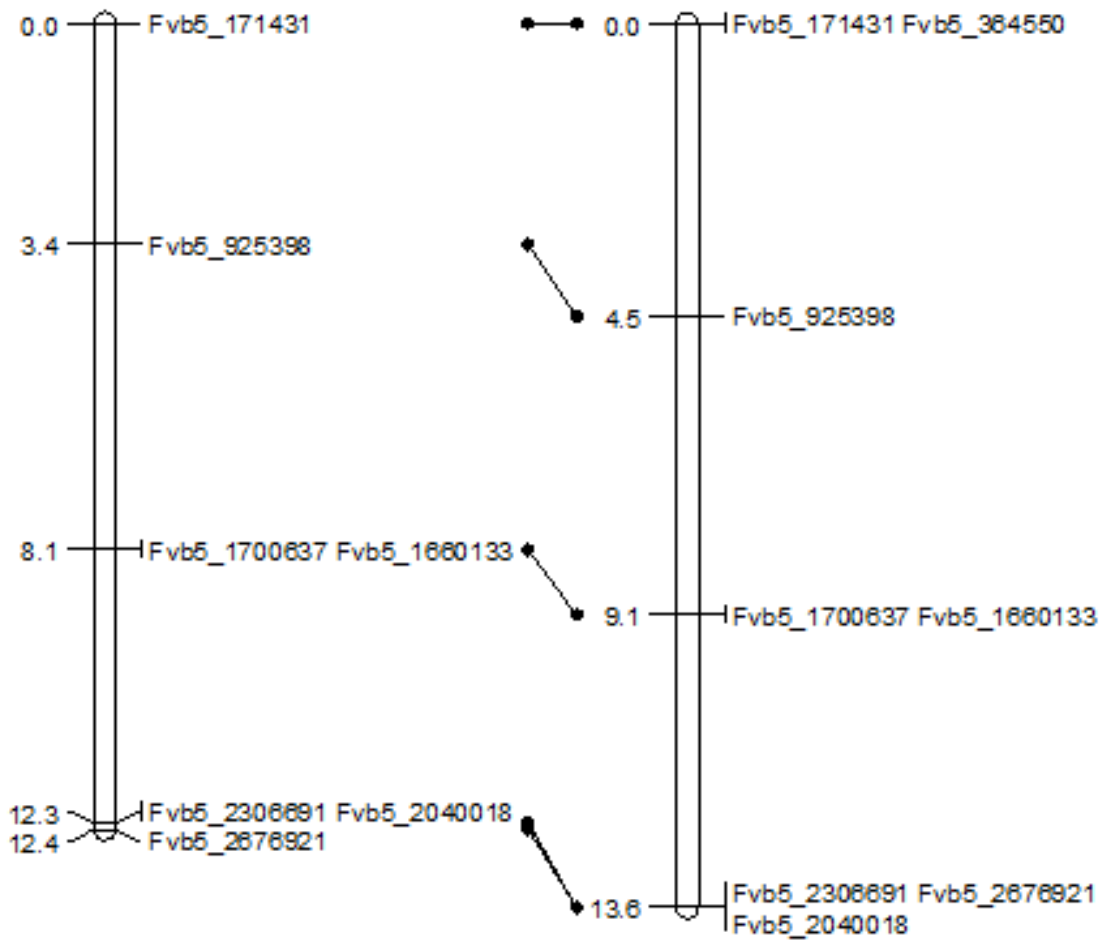 0.0 Fvb5_171431
3.4 Fvb5_925398
8.1 Fvb5_1700637 Fvb5_1660133
12.3 Fvb5_2306691 Fvb5_2040018
12.4 Fvb5_2676921
0.0 Fvb5_171431 Fvb5_364550
4.5 Fvb5_925398
9.1 Fvb5_1700637 Fvb5_1660133
13.6 Fvb5_2306691 Fvb5_2676921
Fvb5_2040018